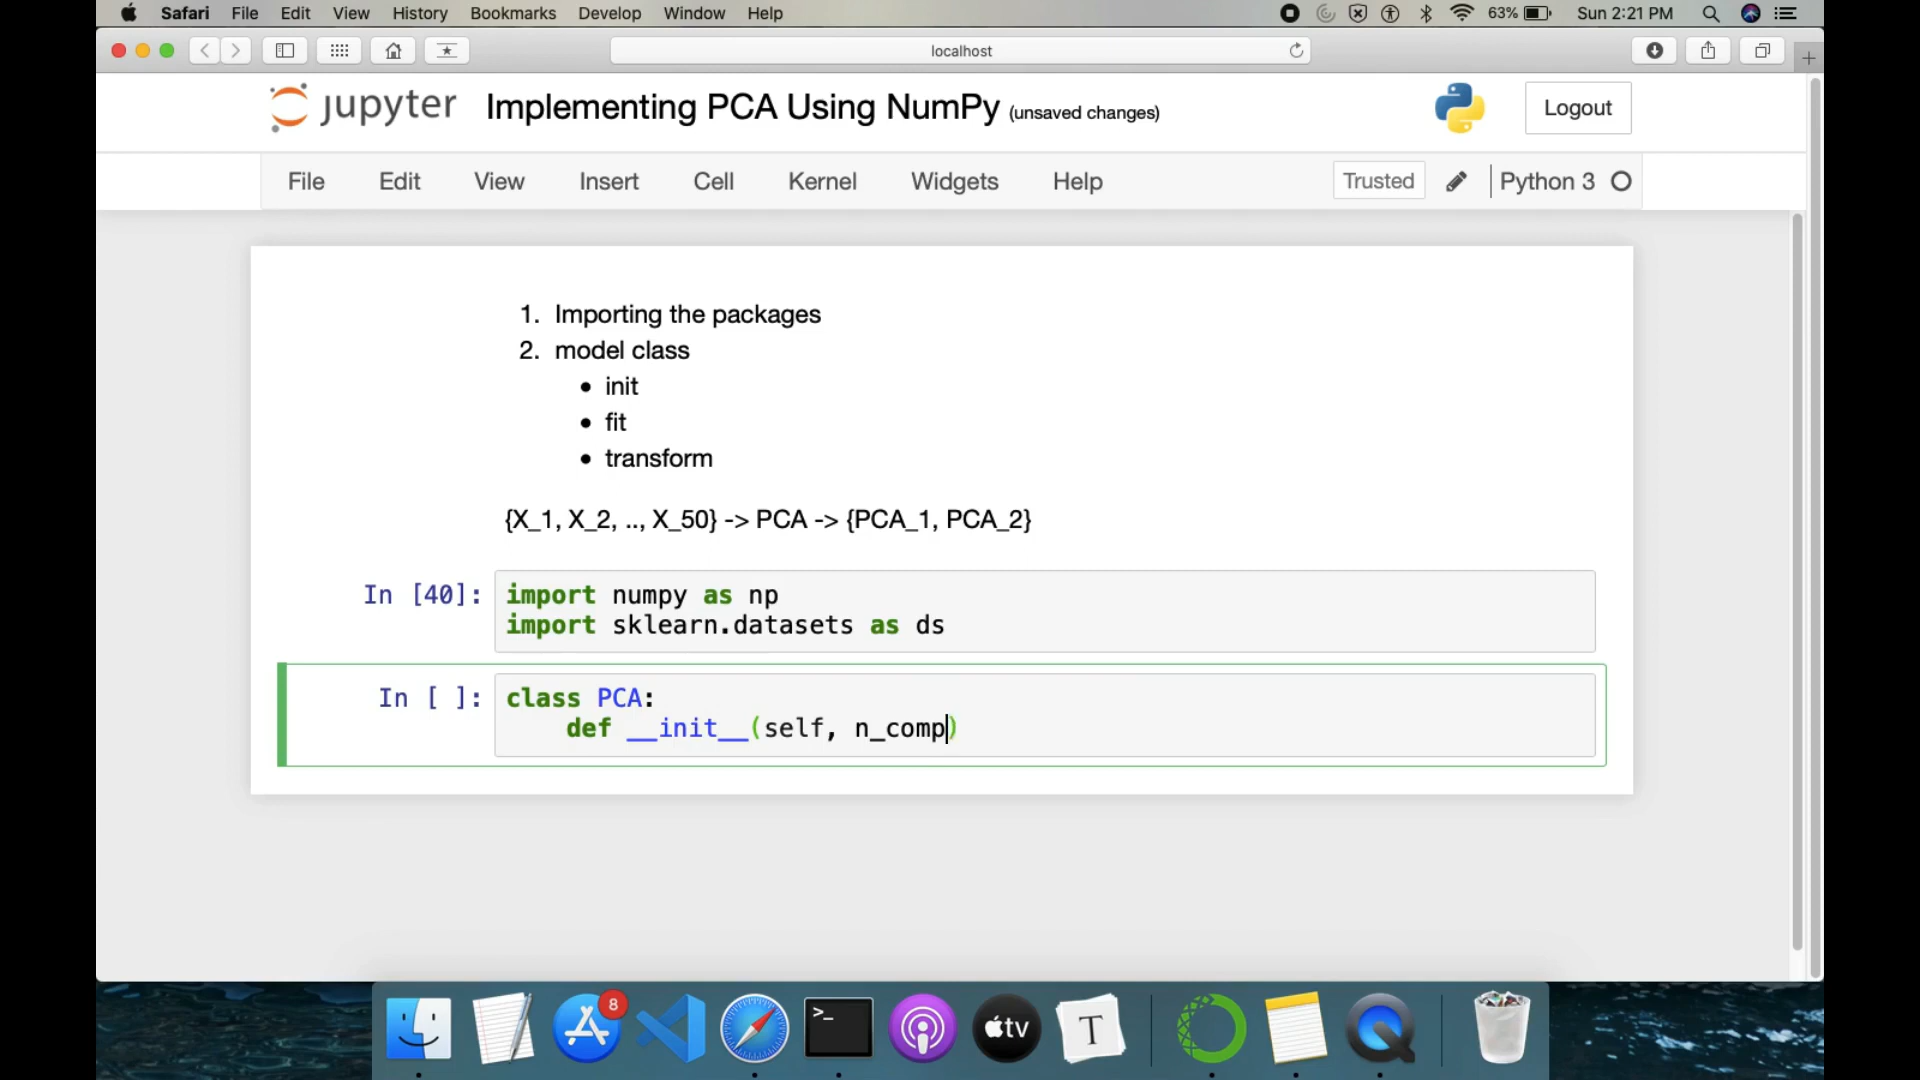 Safari File Edit View History Bookmarks Develop Window Help 63% Sun 2:21 PM
localhost
jupyter Implementing PCA Using NumPy (unsaved changes) Logout
File Edit View Insert Cell Kernel Widgets Help Trusted Python 3
1. Importing the packages
2. model class
• init
• fit
• transform
{X_1, X_2, .., X_50} -> PCA -> {PCA_1, PCA_2}
In [40]: import numpy as np
import sklearn.datasets as ds
In [ ]: class PCA:
def __init__(self, n_comp)
8
>_
tv
T